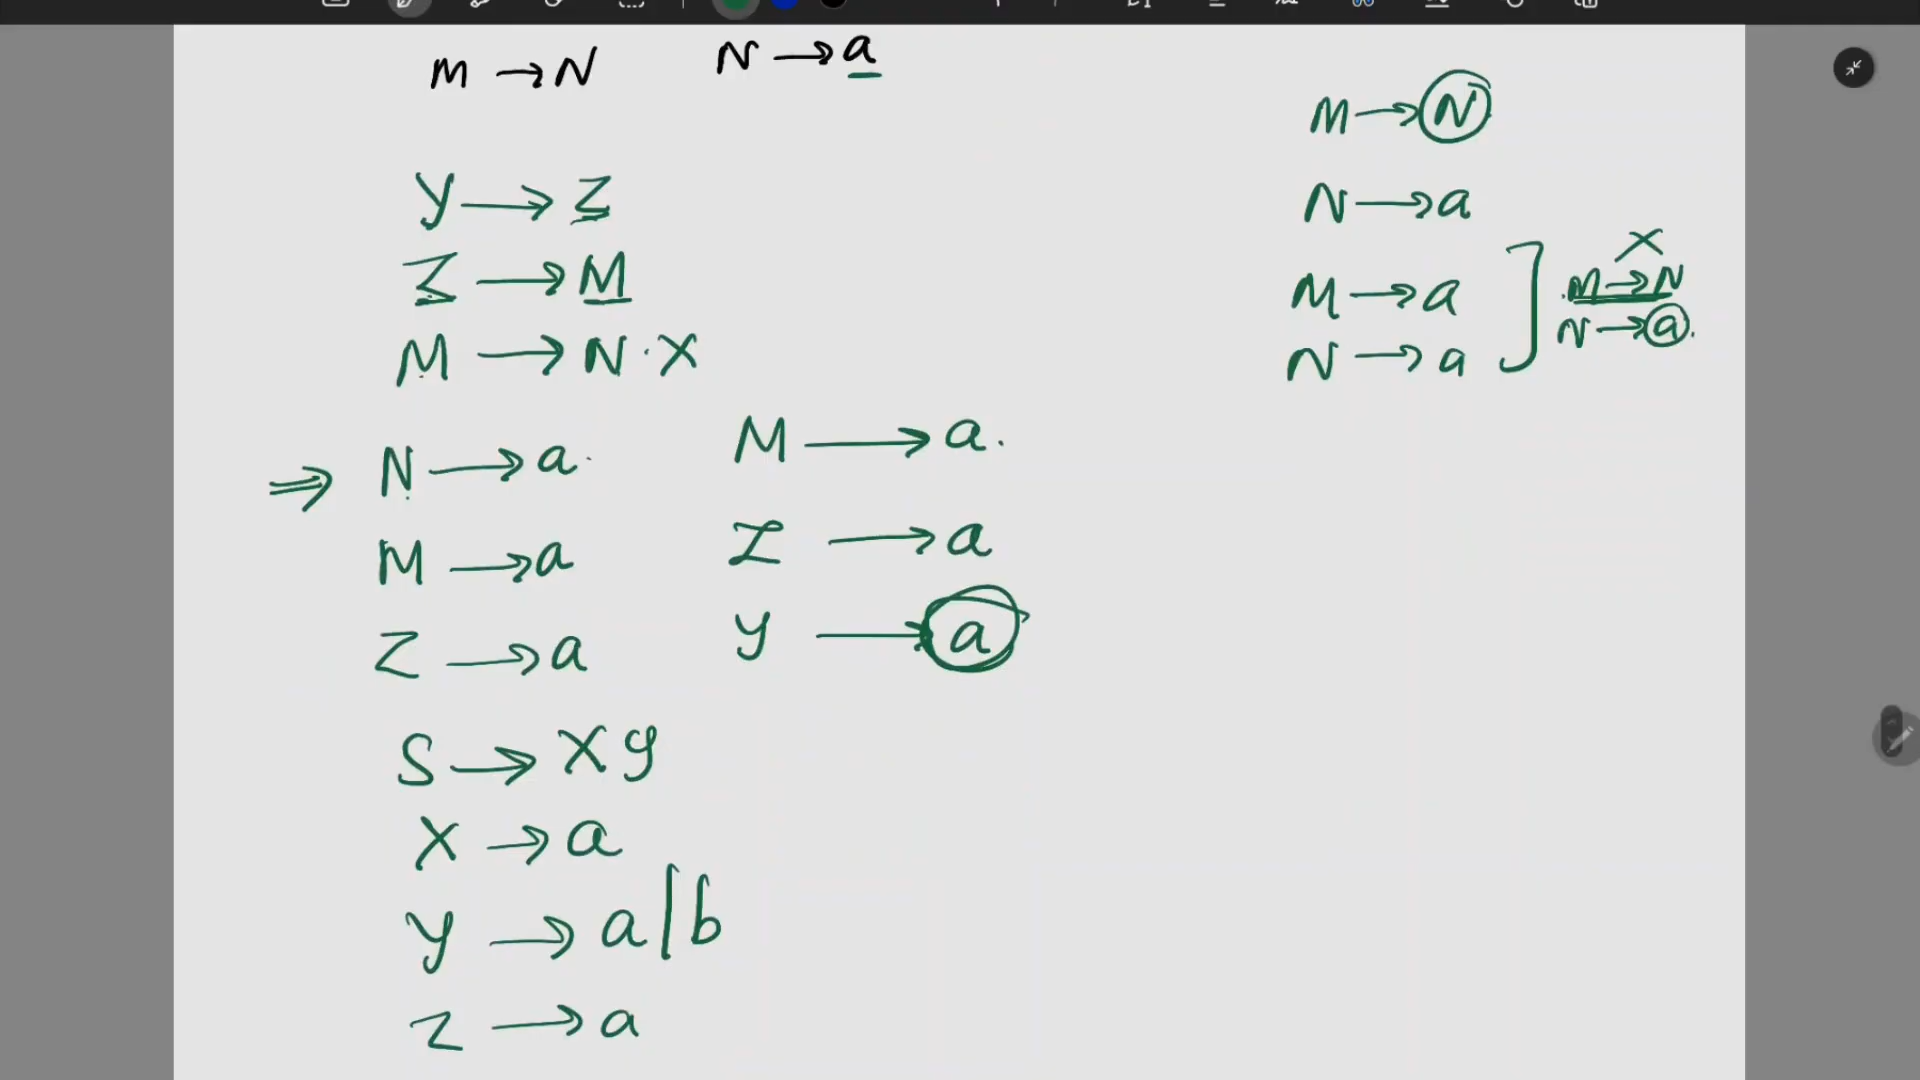 M → N N → a
Y → Z
Z → M
M → N · X
⇒ N → a
M → a
Z → a
M → a.
Z → a
Y → a
S → XY
X → a
Y → a|b
Z → a
M → N
N → a
M → a
N → a
X
M → N
N → a.